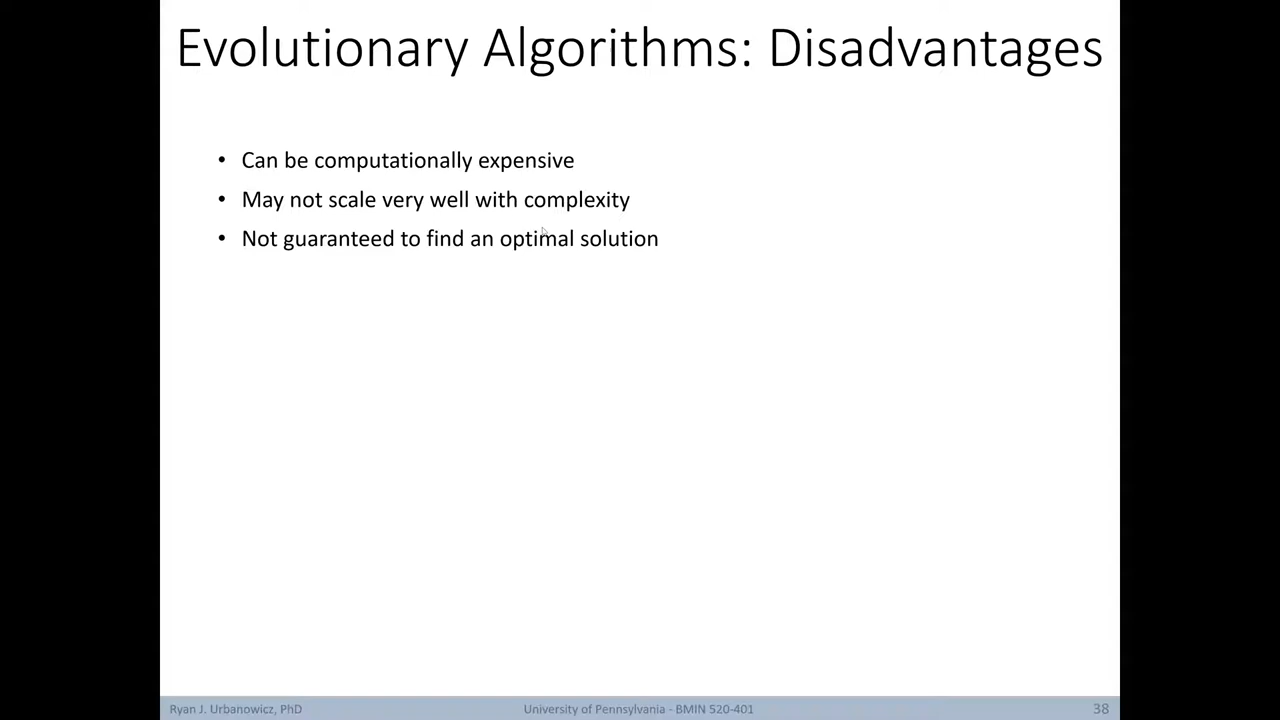 Evolutionary Algorithms: Disadvantages
• Can be computationally expensive
• May not scale very well with complexity
• Not guaranteed to find an optimal solution
Ryan J. Urbanowicz, PhD
University of Pennsylvania - BMIN 520-401
38